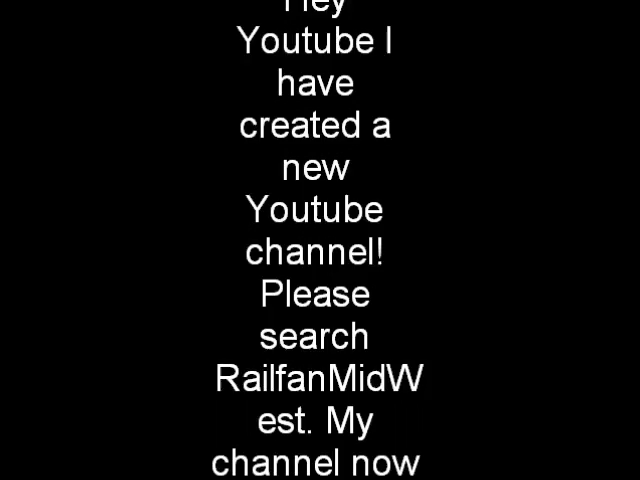 Hey
Youtube I
have
created a
new
Youtube
channel!
Please
search
RailfanMidW
est. My
channel now